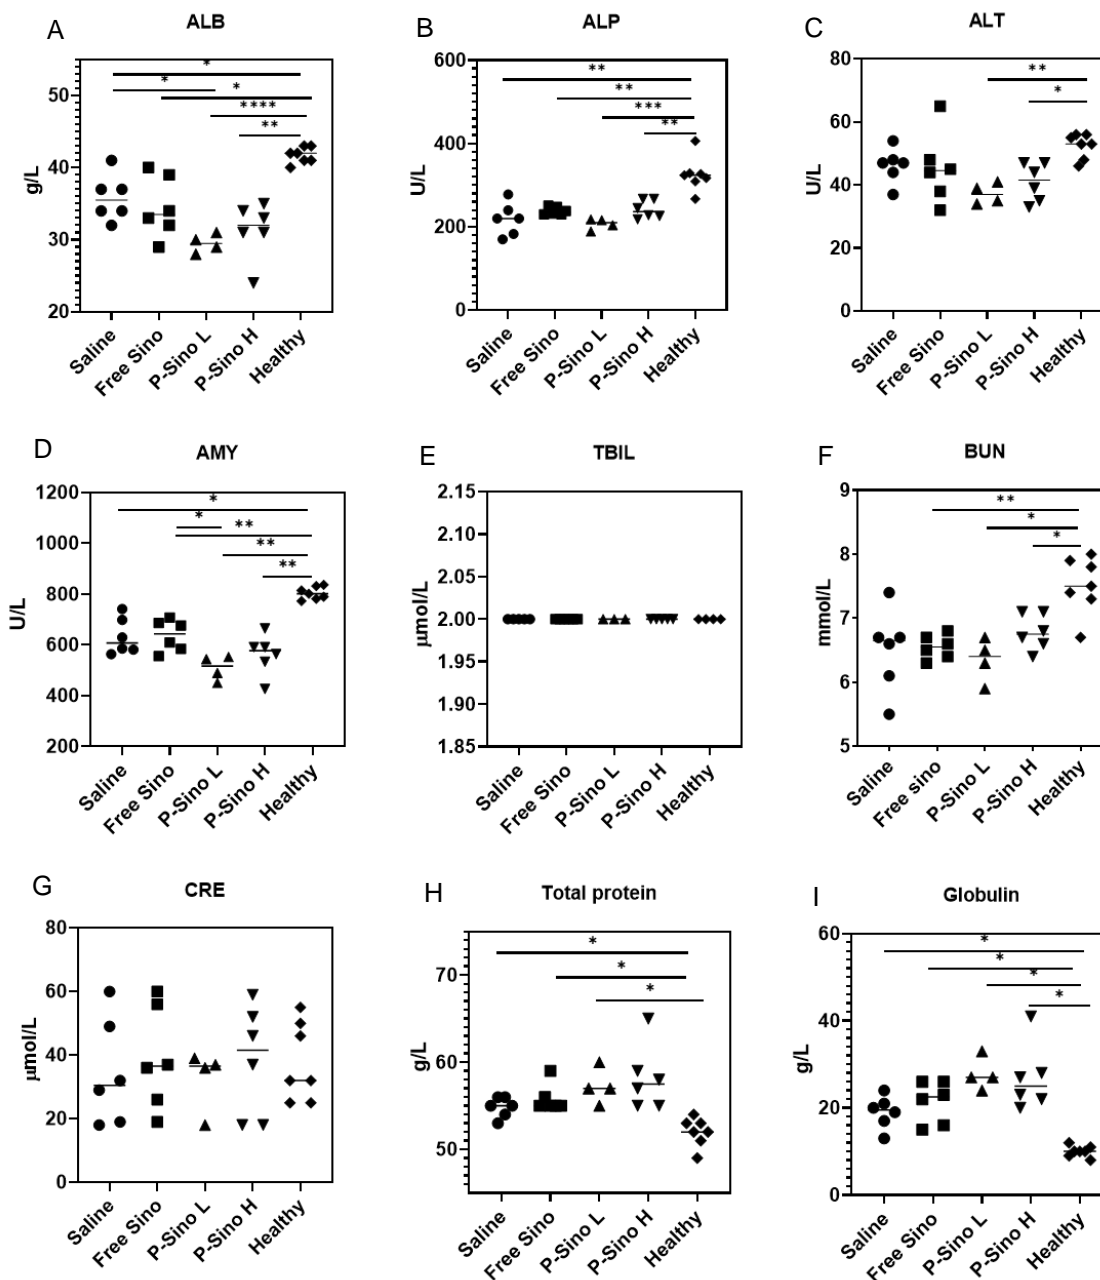 A ALB
g/L
50
40
30
20
* * * **** **
Saline Free Sino P-Sino L P-Sino H Healthy
B ALP
U/L
600
400
200
0
** ** *** **
Saline Free Sino P-Sino L P-Sino H Healthy
C ALT
U/L
80
60
40
20
0
** *
Saline Free Sino P-Sino L P-Sino H Healthy
D AMY
U/L
1200
1000
800
600
400
200
* * ** ** **
Saline Free Sino P-Sino L P-Sino H Healthy
E TBIL
μmol/L
2.15
2.10
2.05
2.00
1.95
1.90
1.85
Saline Free Sino P-Sino L P-Sino H Healthy
F BUN
mmol/L
9
8
7
6
5
** * *
Saline Free sino P-Sino L P-Sino H Healthy
G CRE
μmol/L
80
60
40
20
0
Saline Free Sino P-Sino L P-Sino H Healthy
H Total protein
g/L
70
60
50
* * *
Saline Free Sino P-Sino L P-Sino H Healthy
I Globulin
g/L
60
40
20
0
* * * *
Saline Free Sino P-Sino L P-Sino H Healthy